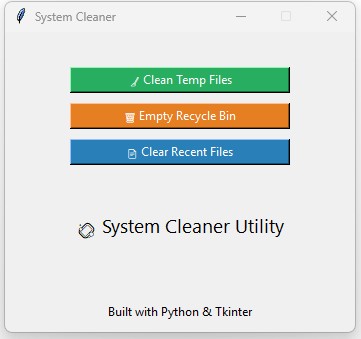 System Cleaner
Clean Temp Files
Empty Recycle Bin
Clear Recent Files
System Cleaner Utility
Built with Python & Tkinter